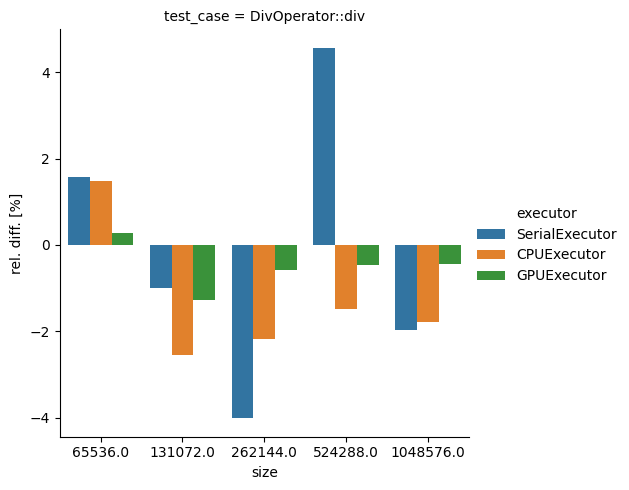 test_case = DivOperator::div
rel. diff. [%]
4
2
0
−2
−4
65536.0 131072.0 262144.0 524288.0 1048576.0
size
executor
SerialExecutor
CPUExecutor
GPUExecutor